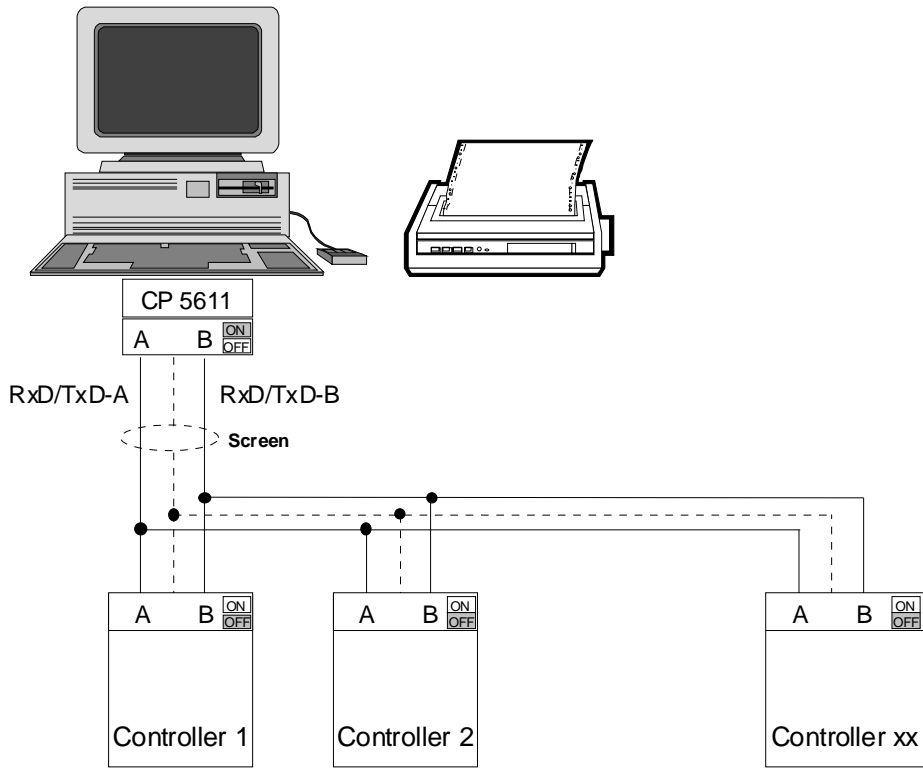 CP 5611
A B ON
OFF
RxD/TxD-A RxD/TxD-B
Screen
A B ON
OFF
A B ON
OFF
A B ON
OFF
Controller 1
Controller 2
Controller xx